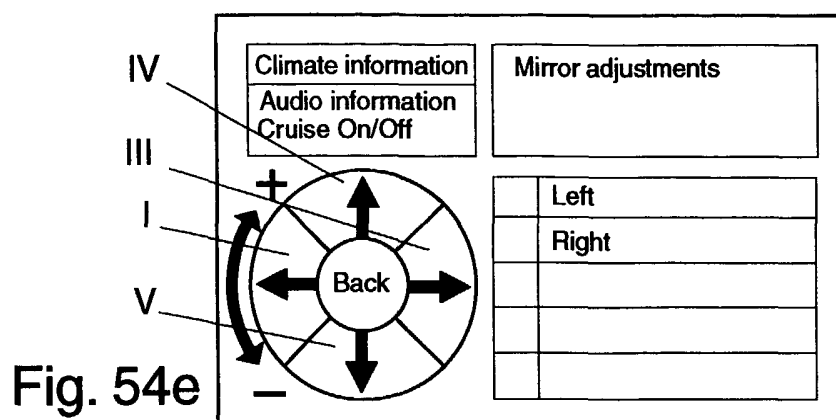 IV
III
I
V
Climate information
Audio information
Cruise On/Off
Mirror adjustments
+
Back
−
Left
Right
Fig. 54e